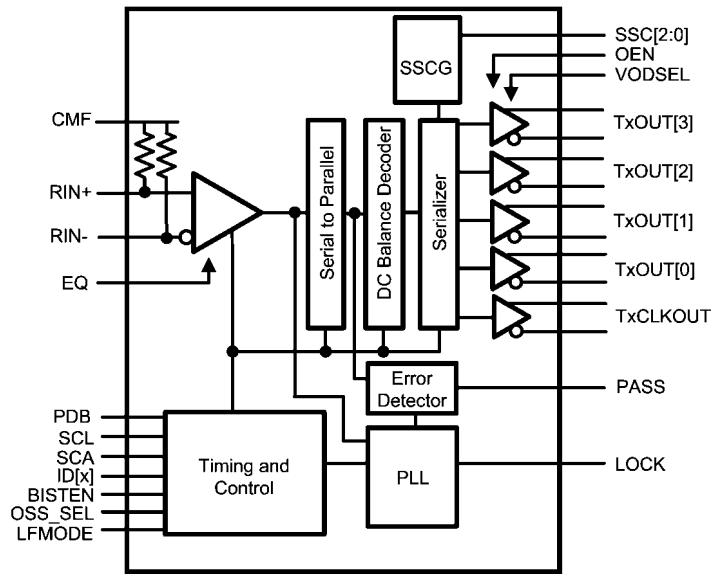 SSC[2:0]
OEN
VODSEL
SSCG
CMF
TxOUT[3]
RIN+
TxOUT[2]
Serial to Parallel
DC Balance Decoder
Serializer
TxOUT[1]
RIN-
TxOUT[0]
EQ
TxCLKOUT
Error
Detector
PASS
PDB
SCL
SCA
ID[x]
BISTEN
OSS_SEL
LFMODE
Timing and
Control
PLL
LOCK